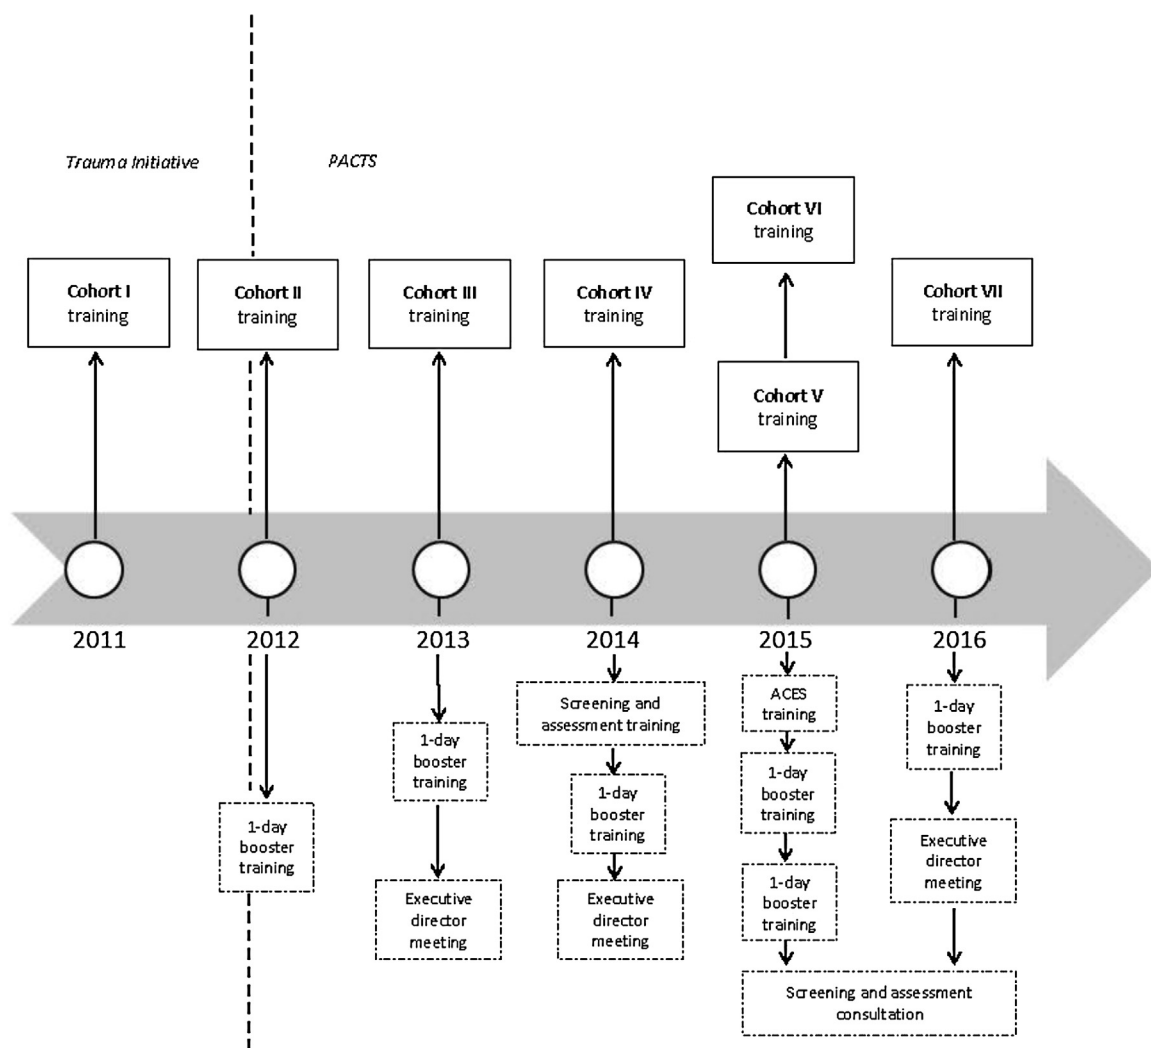 Trauma Initiative
PACTS
Cohort VI
training
Cohort I
training
Cohort II
training
Cohort III
training
Cohort IV
training
Cohort VII
training
Cohort V
training
2011
2012
2013
2014
2015
2016
Screening and
assessment training
ACES
training
1-day
booster
training
1-day
booster
training
1-day
booster
training
1-day
booster
training
1-day
booster
training
Executive
director
meeting
1-day
booster
training
Executive
director
meeting
Executive
director
meeting
Screening and assessment
consultation